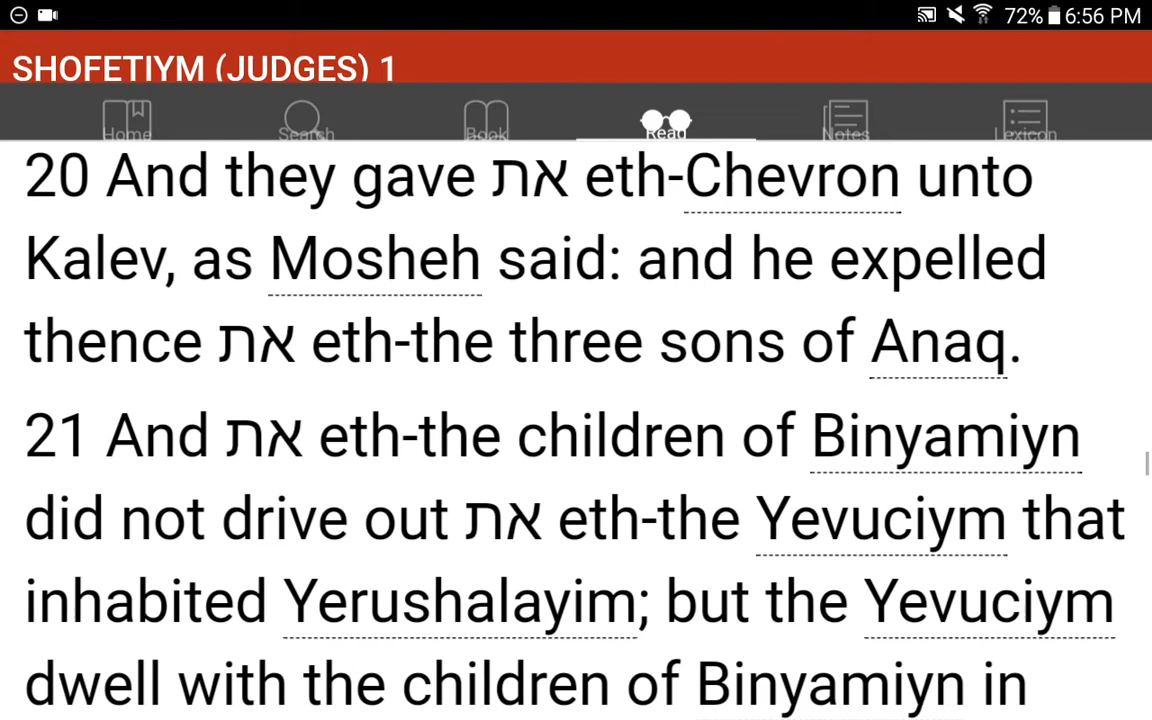 72% 6:56 PM
SHOFETIYM (JUDGES) 1
Home Search Book Read Notes Lexicon
20 And they gave את eth-Chevron unto
Kalev, as Mosheh said: and he expelled
thence את eth-the three sons of Anaq.
21 And את eth-the children of Binyamiyn
did not drive out את eth-the Yevuciym that
inhabited Yerushalayim; but the Yevuciym
dwell with the children of Binyamiyn in